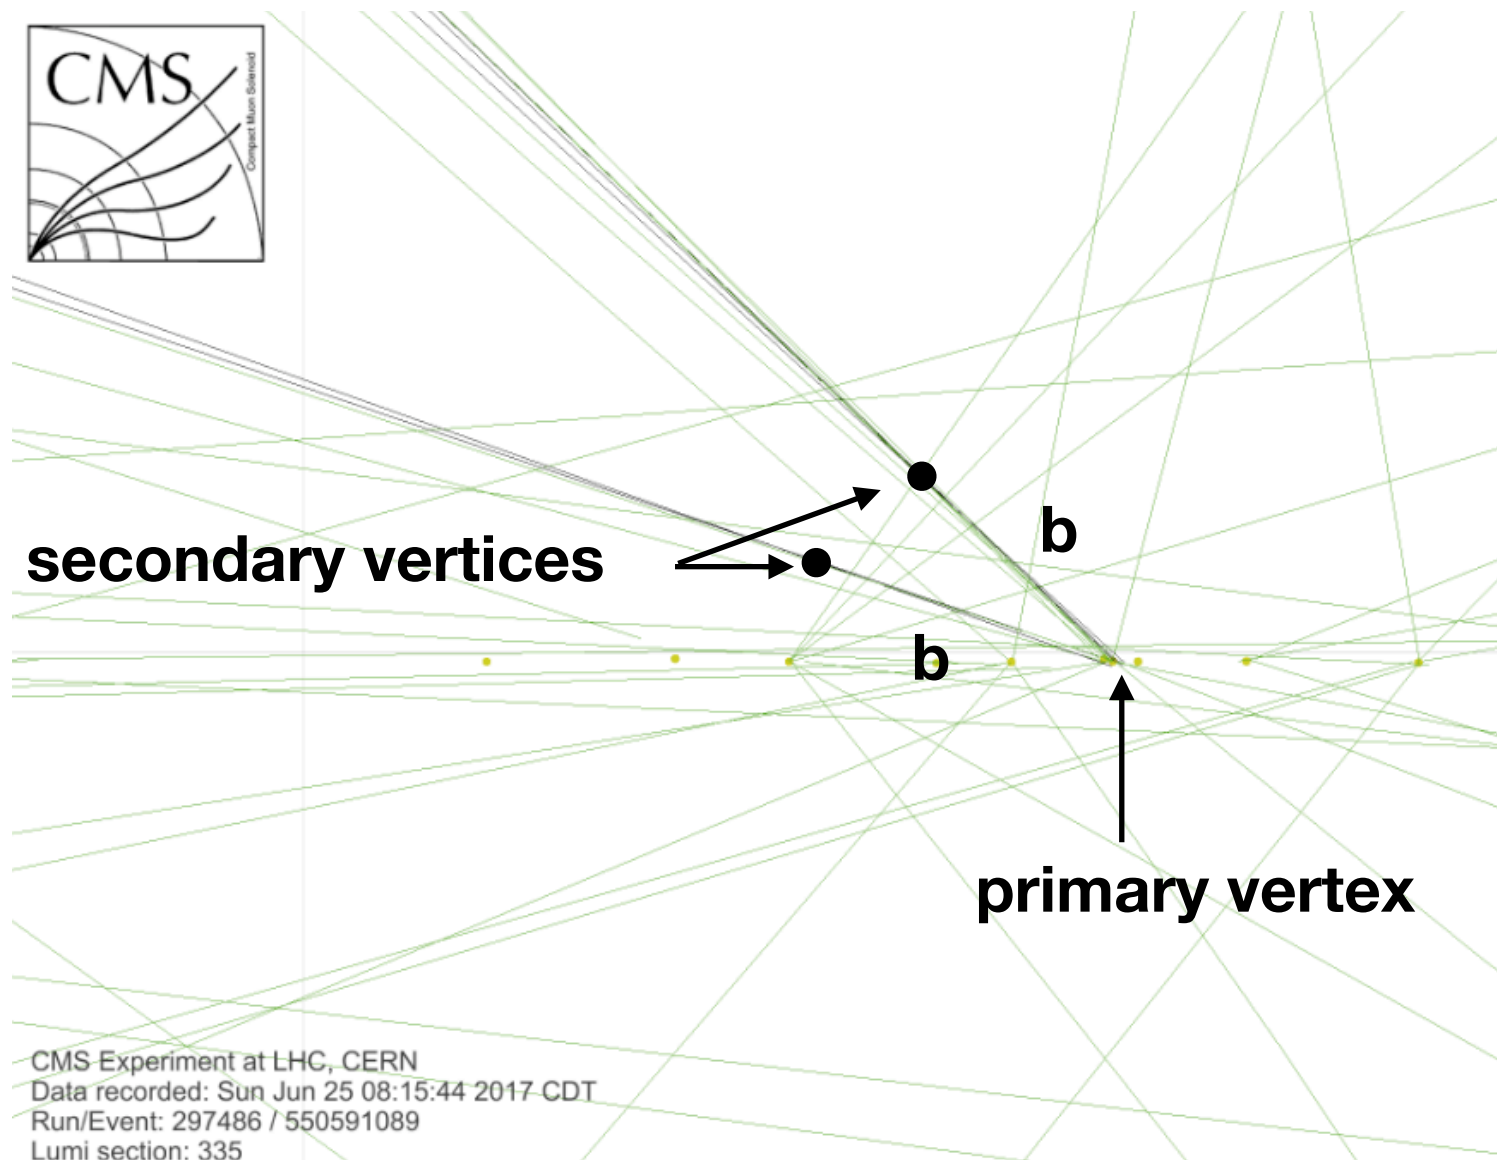 CMS
Compact Muon Solenoid
b
secondary vertices
b
primary vertex
CMS Experiment at LHC, CERN
Data recorded: Sun Jun 25 08:15:44 2017 CDT
Run/Event: 297486 / 550591089
Lumi section: 335